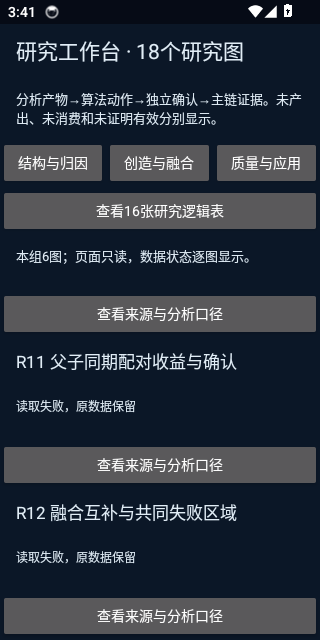 3:41
研究工作台 · 18个研究图
分析产物→算法动作→独立确认→主链证据。未产
出、未消费和未证明有效分别显示。
结构与归因 创造与融合 质量与应用
查看16张研究逻辑表
本组6图；页面只读，数据状态逐图显示。
查看来源与分析口径
R11 父子同期配对收益与确认
读取失败，原数据保留
查看来源与分析口径
R12 融合互补与共同失败区域
读取失败，原数据保留
查看来源与分析口径